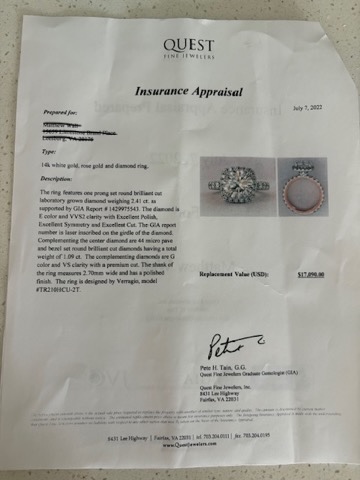 QUEST
FINE JEWELERS
Insurance Appraisal
July 7, 2022
Prepared for:
Type:
14k white gold, rose gold and diamond ring.
Description:
The ring features one prong set round brilliant cut
laboratory grown diamond weighing 2.41 ct. as
supported by GIA Report # 1429975543. The diamond is
E color and VVS2 clarity with Excellent Polish,
Excellent Symmetry and Excellent Cut. The GIA report
number is laser inscribed on the girdle of the diamond.
Complementing the center diamond are 44 micro pave
and bezel set round brilliant cut diamonds having a total
weight of 1.09 ct. The complementing diamonds are G
color and VS clarity with a premium cut. The shank of
the ring measures 2.70mm wide and has a polished
finish. The ring is designed by Verragio, model
#TR210HCU-2T.
Replacement Value (USD):
$17,090.00
Pete H. Tain, G.G.
Quest Fine Jewelers Graduate Gemologist (GIA)
Quest Fine Jewelers, Inc.
8431 Lee Highway
Fairfax, VA 22031
8431 Lee Highway | Fairfax, VA 22031 | tel: 703.204.0111 | fax: 703.204.0195
www.Questjewelers.com